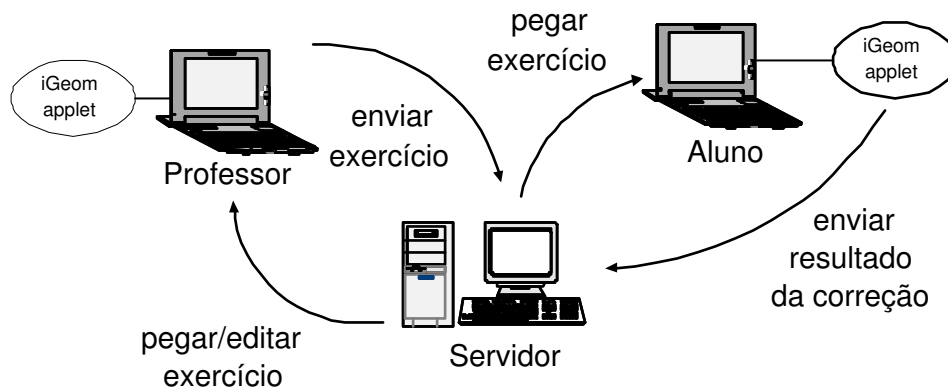 iGeom
applet
Professor
enviar
exercício
pegar
exercício
Aluno
iGeom
applet
enviar
resultado
da correção
Servidor
pegar/editar
exercício